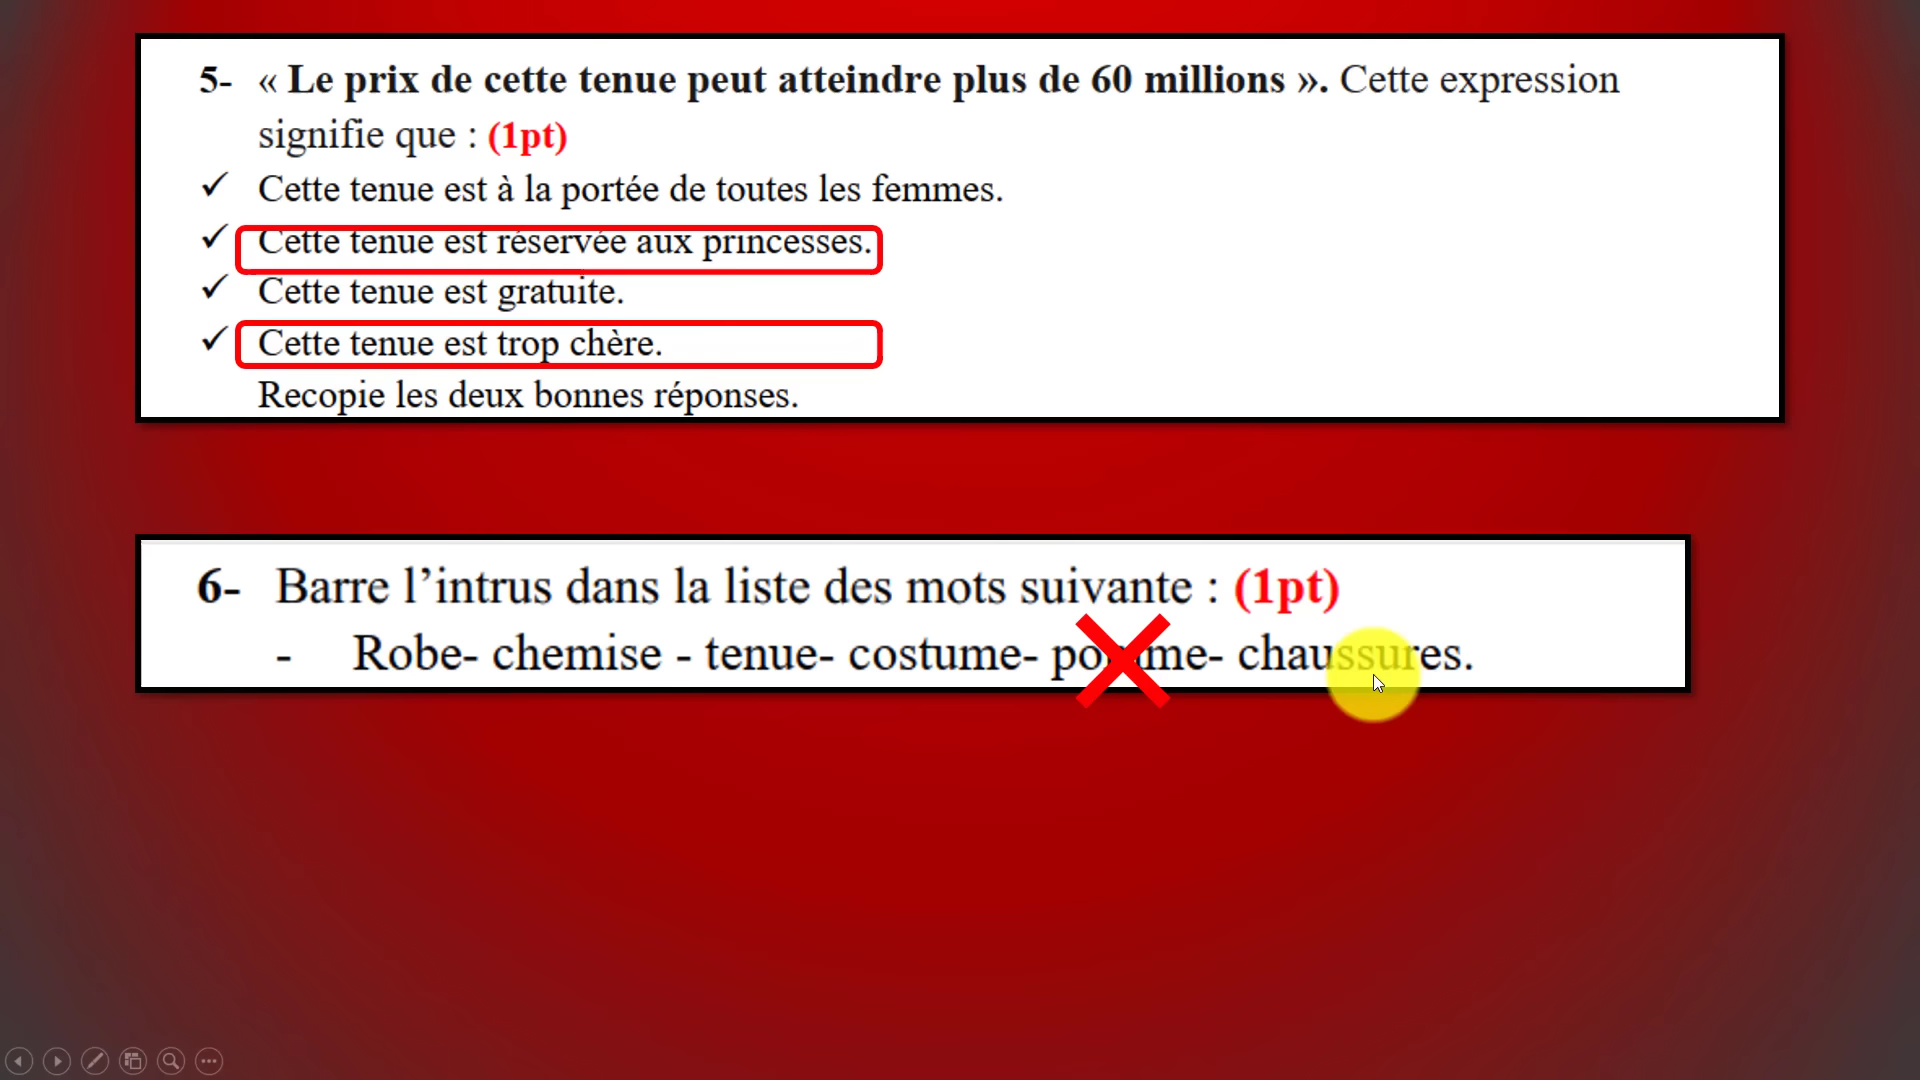 5- « Le prix de cette tenue peut atteindre plus de 60 millions ». Cette expression
signifie que : (1pt)
✓ Cette tenue est à la portée de toutes les femmes.
✓ Cette tenue est réservée aux princesses.
✓ Cette tenue est gratuite.
✓ Cette tenue est trop chère.
Recopie les deux bonnes réponses.
6- Barre l’intrus dans la liste des mots suivante : (1pt)
- Robe- chemise - tenue- costume- pomme- chaussures.